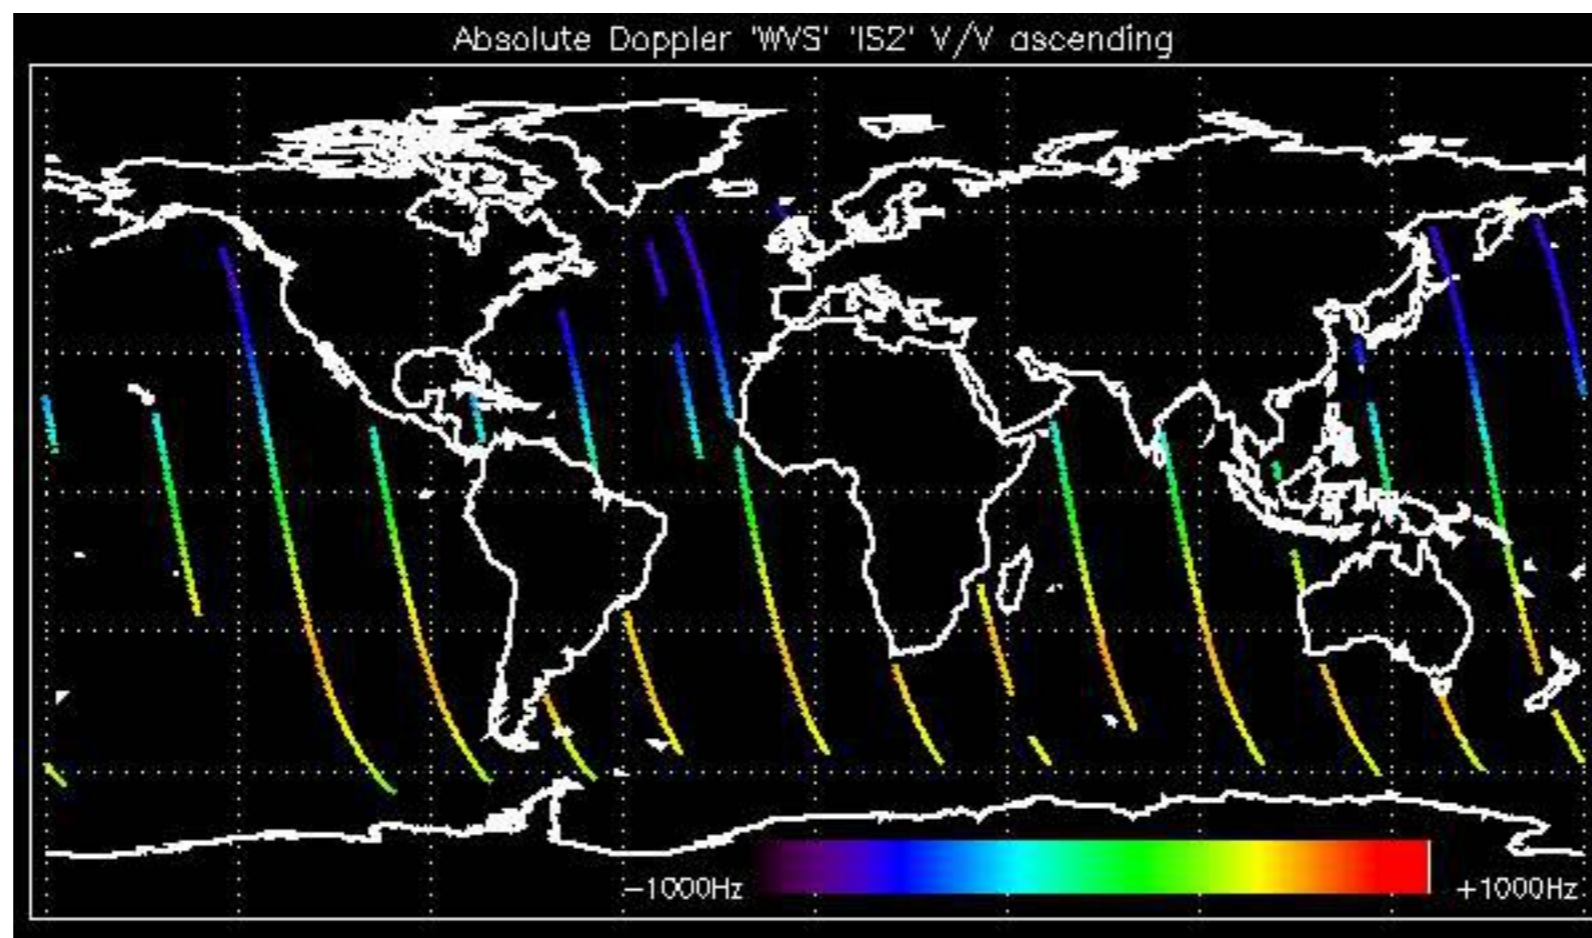 Absolute Doppler 'WVS' 'IS2' V/V ascending
-1000Hz +1000Hz